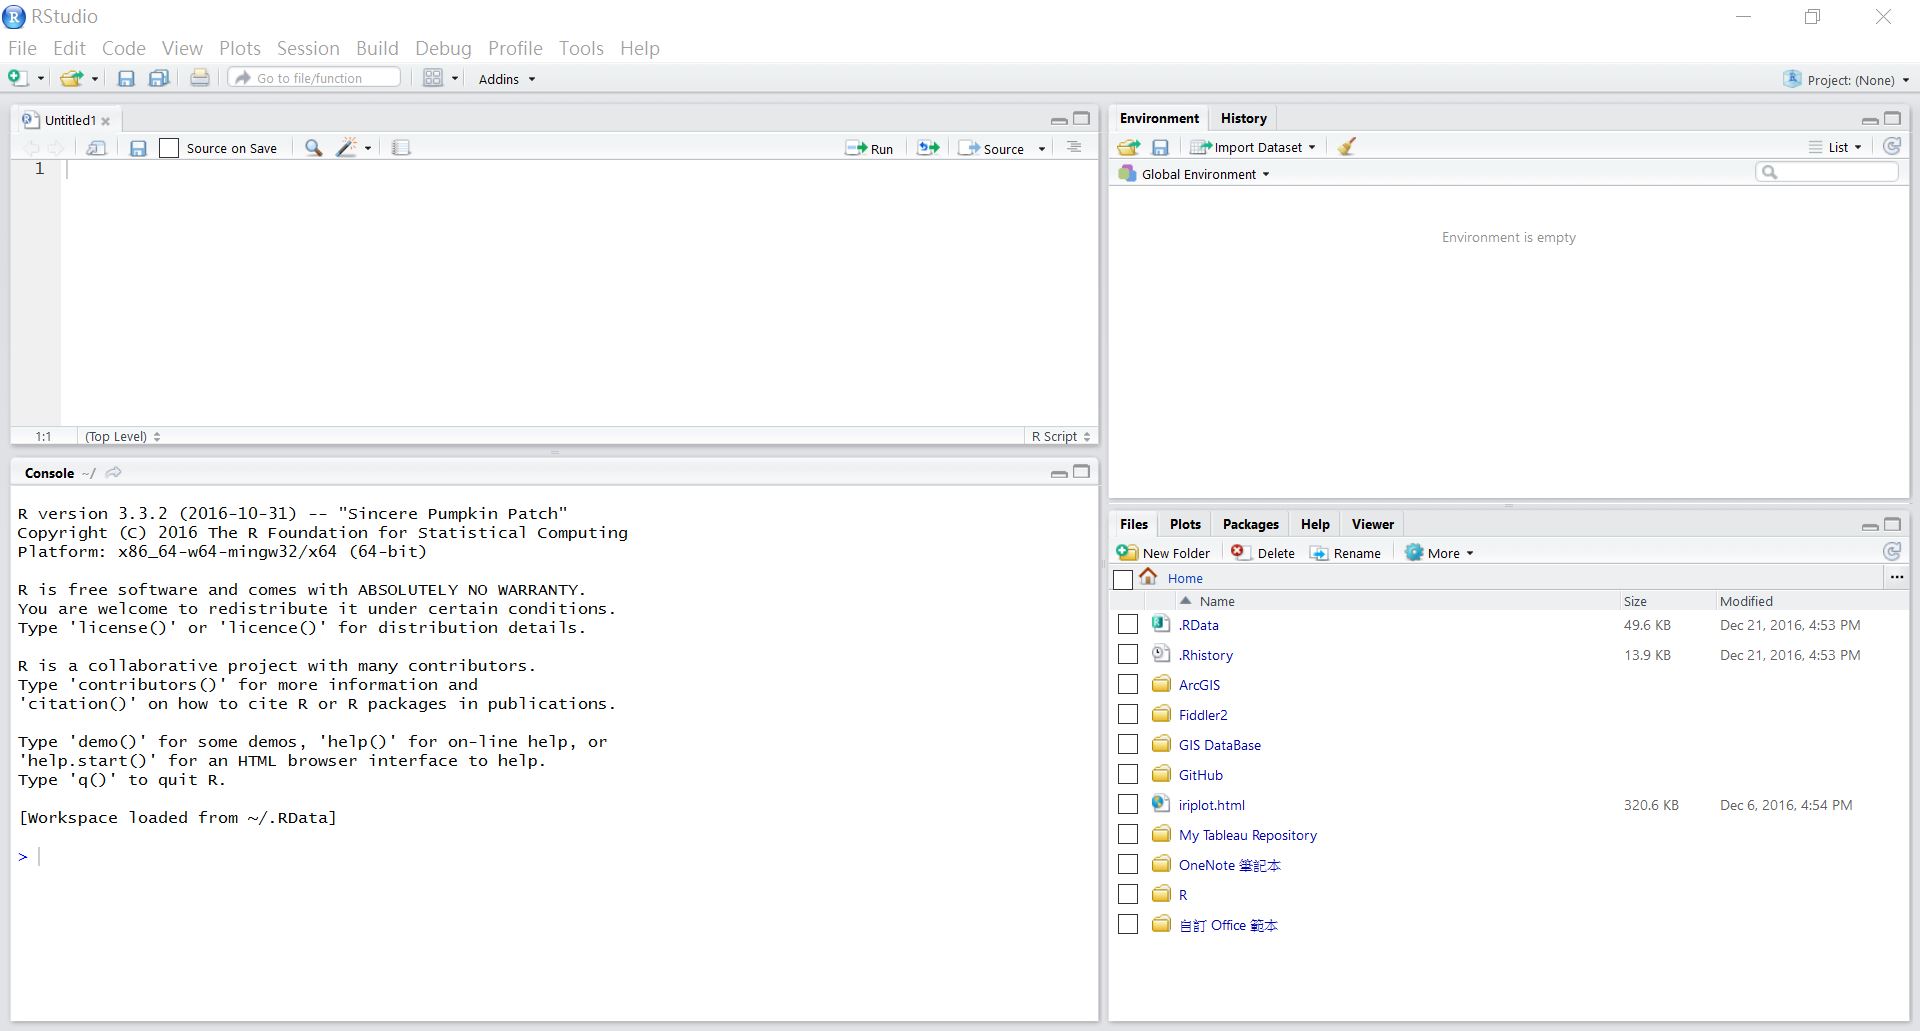 RStudio
File Edit Code View Plots Session Build Debug Profile Tools Help
Go to file/function Addins Project: (None)
Untitled1
Source on Save Run Source
1
1:1 (Top Level) R Script
Console ~/
R version 3.3.2 (2016-10-31) -- "Sincere Pumpkin Patch"
Copyright (C) 2016 The R Foundation for Statistical Computing
Platform: x86_64-w64-mingw32/x64 (64-bit)
R is free software and comes with ABSOLUTELY NO WARRANTY.
You are welcome to redistribute it under certain conditions.
Type 'license()' or 'licence()' for distribution details.
R is a collaborative project with many contributors.
Type 'contributors()' for more information and
'citation()' on how to cite R or R packages in publications.
Type 'demo()' for some demos, 'help()' for on-line help, or
'help.start()' for an HTML browser interface to help.
Type 'q()' to quit R.
[Workspace loaded from ~/.RData]
>
Environment History
Import Dataset List
Global Environment
Environment is empty
Files Plots Packages Help Viewer
New Folder Delete Rename More
Home ...
Name Size Modified
.RData 49.6 KB Dec 21, 2016, 4:53 PM
.Rhistory 13.9 KB Dec 21, 2016, 4:53 PM
ArcGIS
Fiddler2
GIS DataBase
GitHub
iriplot.html 320.6 KB Dec 6, 2016, 4:54 PM
My Tableau Repository
OneNote 筆記本
R
自訂 Office 範本